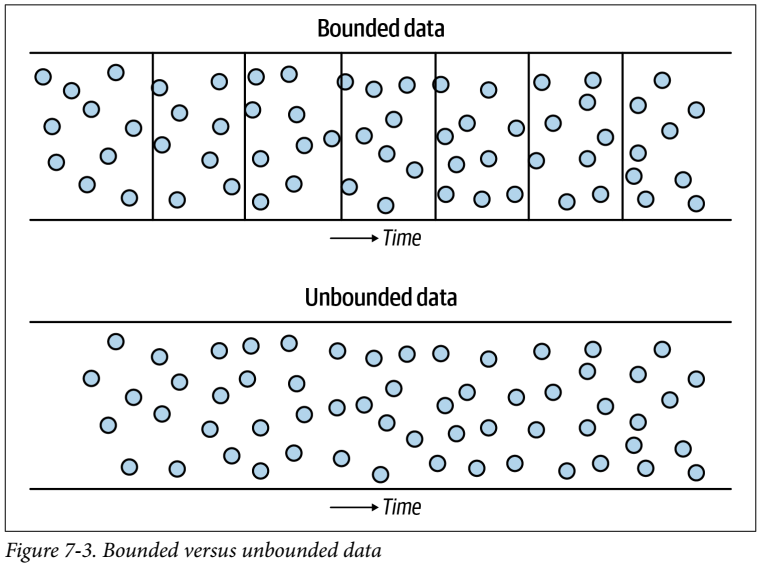 Bounded data
Time
Unbounded data
Time
Figure 7-3. Bounded versus unbounded data